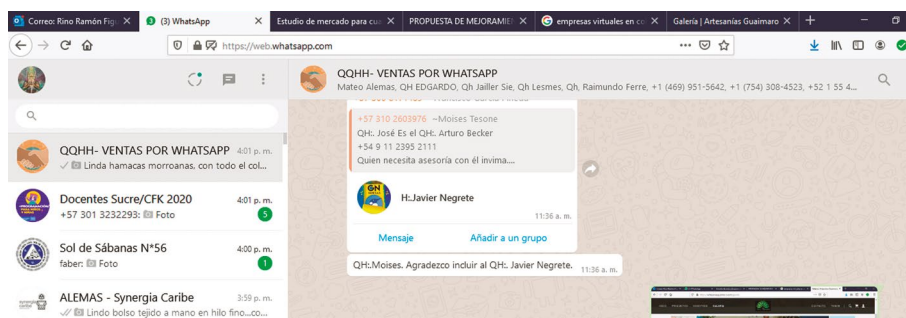 Correo: Rino Ramón Fig
(3) WhatsApp
Estudio de mercado para cua
PROPUESTA DE MEJORAMIEN
empresas virtuales en co
Galería | Artesanías Guaimaro
https://web.whatsapp.com
QQHH- VENTAS POR WHATSAPP
Mateo Alemas, QH EDGARDO, Qh Jailler Sie, Qh Lesmes, Qh, Raimundo Ferre, +1 (469) 951-5642, +1 (754) 308-4523, +52 1 55 4...
QQHH- VENTAS POR WHATSAPP 4:01 p. m.
Linda hamacas morroanas, con todo el col...
Docentes Sucre/CFK 2020 4:01 p. m.
+57 301 3232293: Foto 5
Sol de Sábanas N*56 4:00 p. m.
faber: Foto 1
ALEMAS - Synergia Caribe 3:59 p. m.
Lindo bolso tejido a mano en hilo fino...co...
+57 310 2603976 ~Moises Tesone
QH:. José Es el QH:. Arturo Becker
+54 9 11 2395 2111
Quien necesita asesoría con él invima....
H:.Javier Negrete
11:36 a. m.
Mensaje Añadir a un grupo
QH:.Moises. Agradezco incluir al QH:. Javier Negrete. 11:36 a. m.